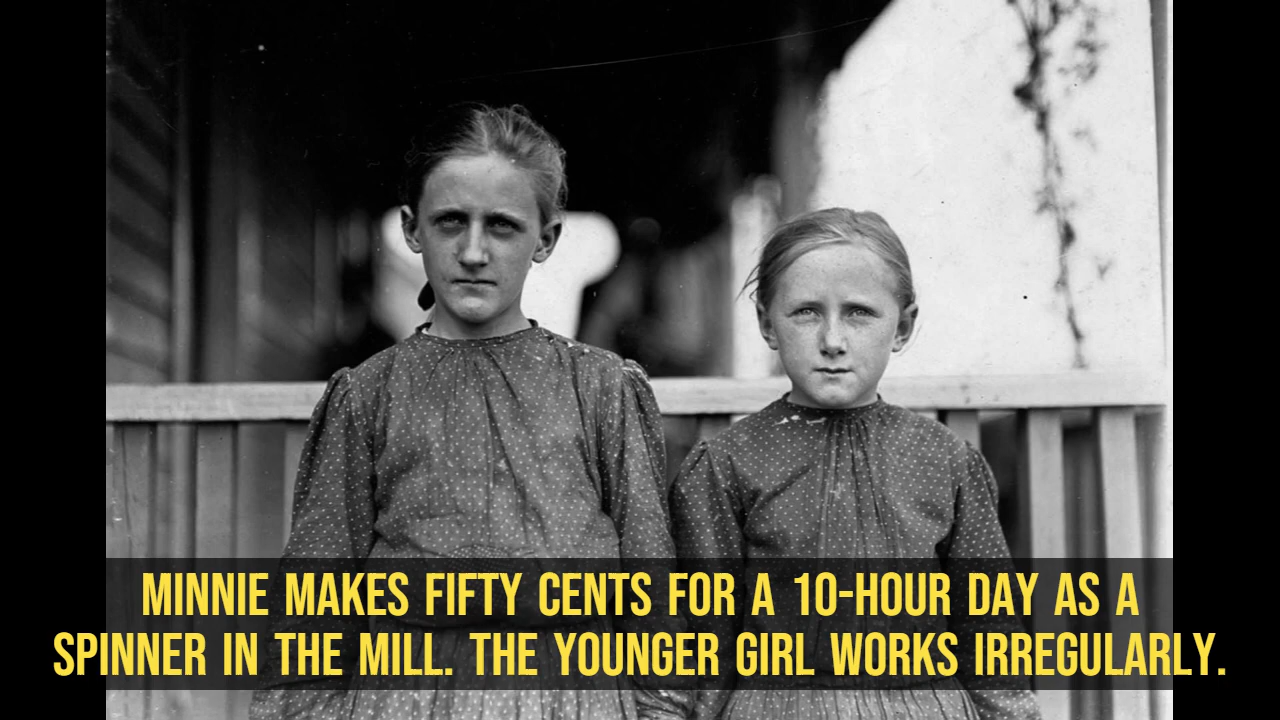 MINNIE MAKES FIFTY CENTS FOR A 10-HOUR DAY AS A
SPINNER IN THE MILL. THE YOUNGER GIRL WORKS IRREGULARLY.